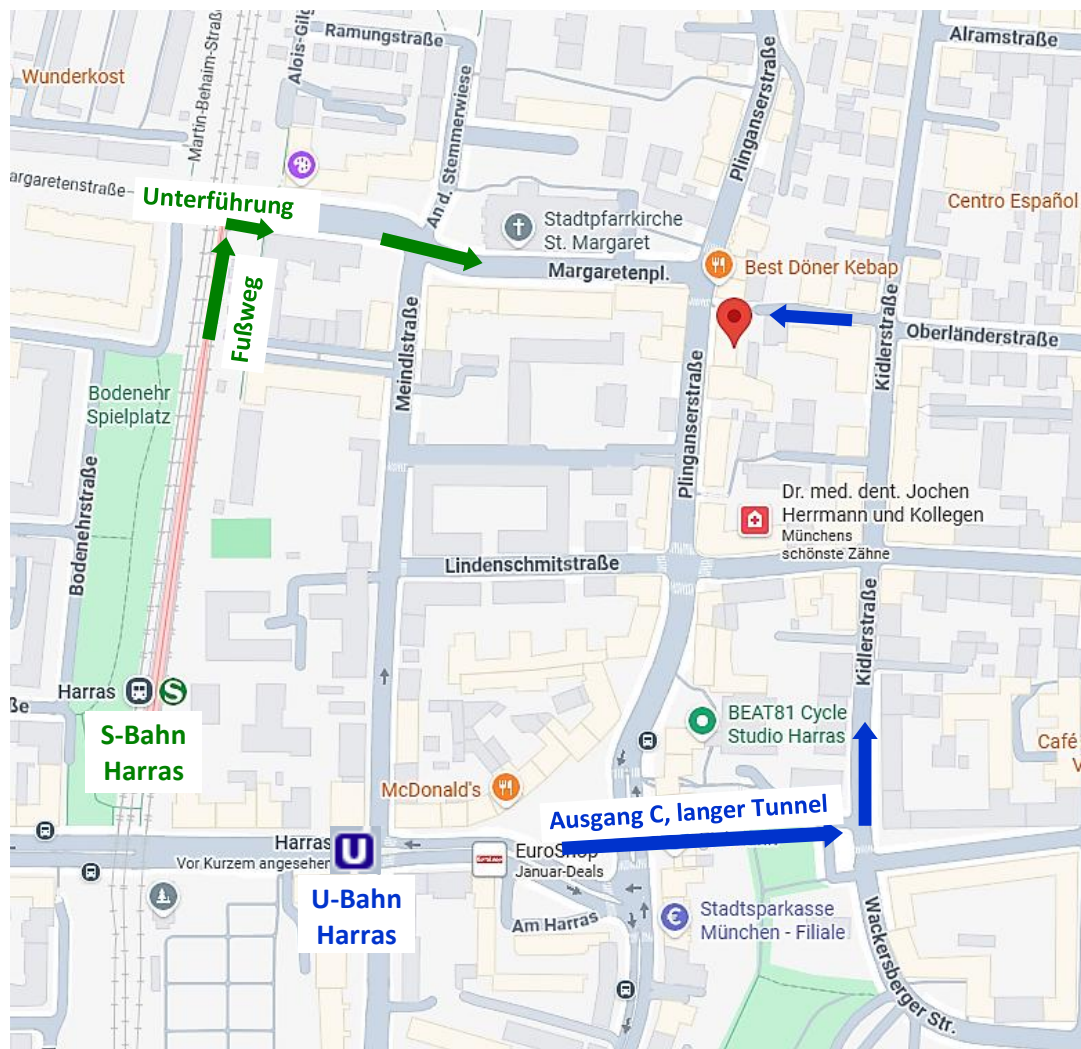 Ramungstraße
Alois-Gilg
Alramstraße
Wunderkost
Martin-Behaim-Straß
Plinganserstraße
An d. Stemmerwiese
argaretenstraße
Unterführung
Centro Español
Stadtpfarrkirche
St. Margaret
Margaretenpl.
Best Döner Kebap
Fußweg
Meindlstraße
Kidlerstraße
Oberländerstraße
Bodenehr
Spielplatz
Plinganserstraße
Bodenehrstraße
Dr. med. dent. Jochen
Herrmann und Kollegen
Münchens
schönste Zähne
Lindenschmitstraße
Kidlerstraße
Harras
S
ße
S-Bahn
Harras
BEAT81 Cycle
Studio Harras
Café
V
McDonald's
Ausgang C, langer Tunnel
Harras
Vor Kurzem angesehen
U
EuroShop
Januar-Deals
U-Bahn
Harras
Am Harras
Stadtsparkasse
München - Filiale
Wackersberger Str.